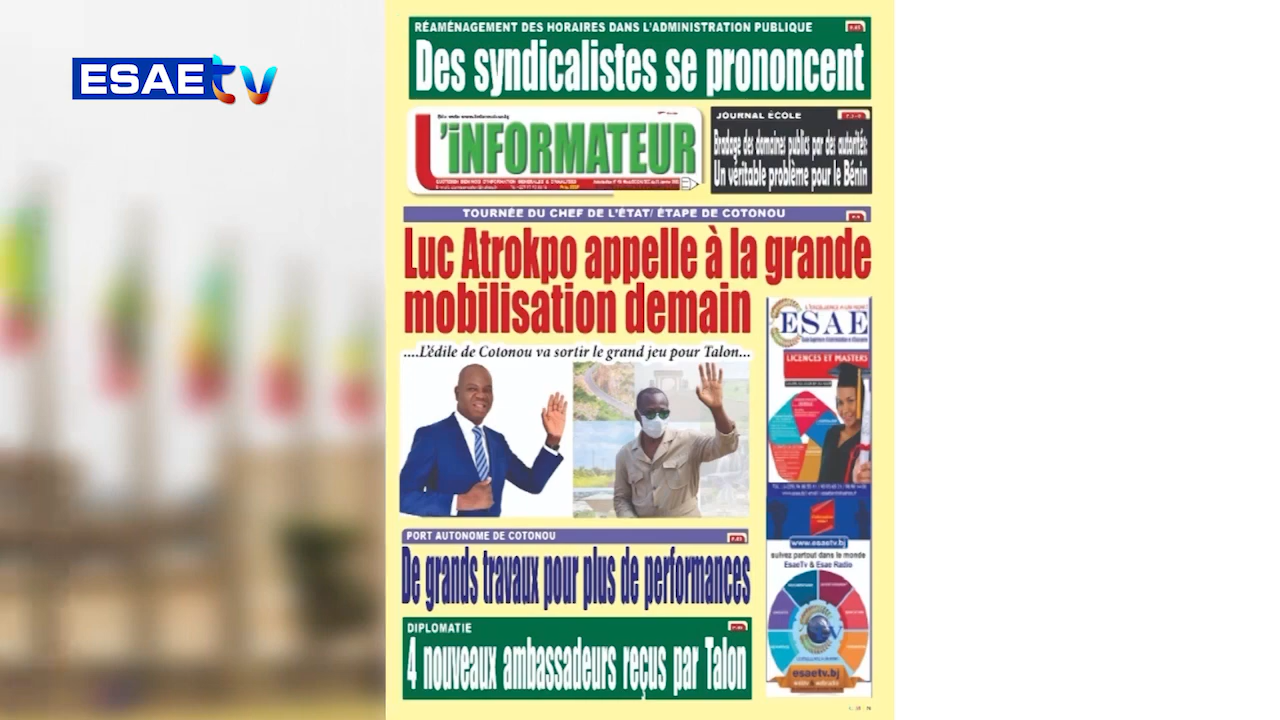 ESAE tv
RÉAMÉNAGEMENT DES HORAIRES DANS L'ADMINISTRATION PUBLIQUE
Des syndicalistes se prononcent
L'iNFORMATEUR
JOURNAL ÉCOLE
Bradage des domaines publics par des autorités:
Un véritable problème pour le Bénin
TOURNÉE DU CHEF DE L'ÉTAT/ ÉTAPE DE COTONOU
Luc Atrokpo appelle à la grande
mobilisation demain
....L'édile de Cotonou va sortir le grand jeu pour Talon...
ESAE
LICENCES ET MASTERS
www.esaetv.bj
suivez partout dans le monde
EsaeTv & Esae Radio
esaetv.bj
PORT AUTONOME DE COTONOU
De grands travaux pour plus de performances
DIPLOMATIE
4 nouveaux ambassadeurs reçus par Talon